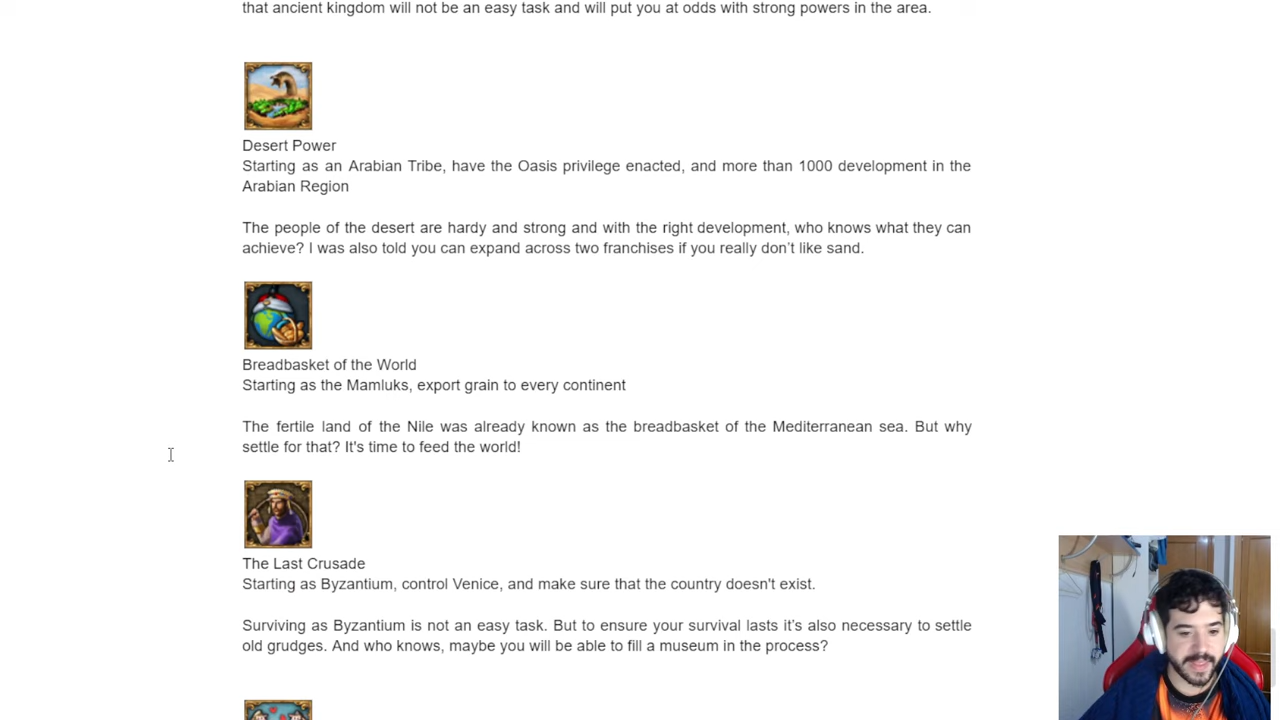 that ancient kingdom will not be an easy task and will put you at odds with strong powers in the area.
Desert Power
Starting as an Arabian Tribe, have the Oasis privilege enacted, and more than 1000 development in the
Arabian Region
The people of the desert are hardy and strong and with the right development, who knows what they can
achieve? I was also told you can expand across two franchises if you really don’t like sand.
Breadbasket of the World
Starting as the Mamluks, export grain to every continent
The fertile land of the Nile was already known as the breadbasket of the Mediterranean sea. But why
settle for that? It's time to feed the world!
The Last Crusade
Starting as Byzantium, control Venice, and make sure that the country doesn't exist.
Surviving as Byzantium is not an easy task. But to ensure your survival lasts it’s also necessary to settle
old grudges. And who knows, maybe you will be able to fill a museum in the process?